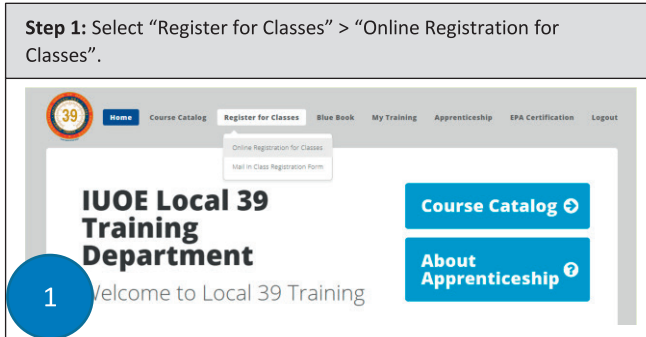 Step 1: Select “Register for Classes” > “Online Registration for
Classes”.
39
Home Course Catalog Register for Classes Blue Book My Training Apprenticeship EPA Certification Logout
Online Registration for Classes
Mail in Class Registration Form
IUOE Local 39
Training
Department
Welcome to Local 39 Training
Course Catalog
About
Apprenticeship ?
1